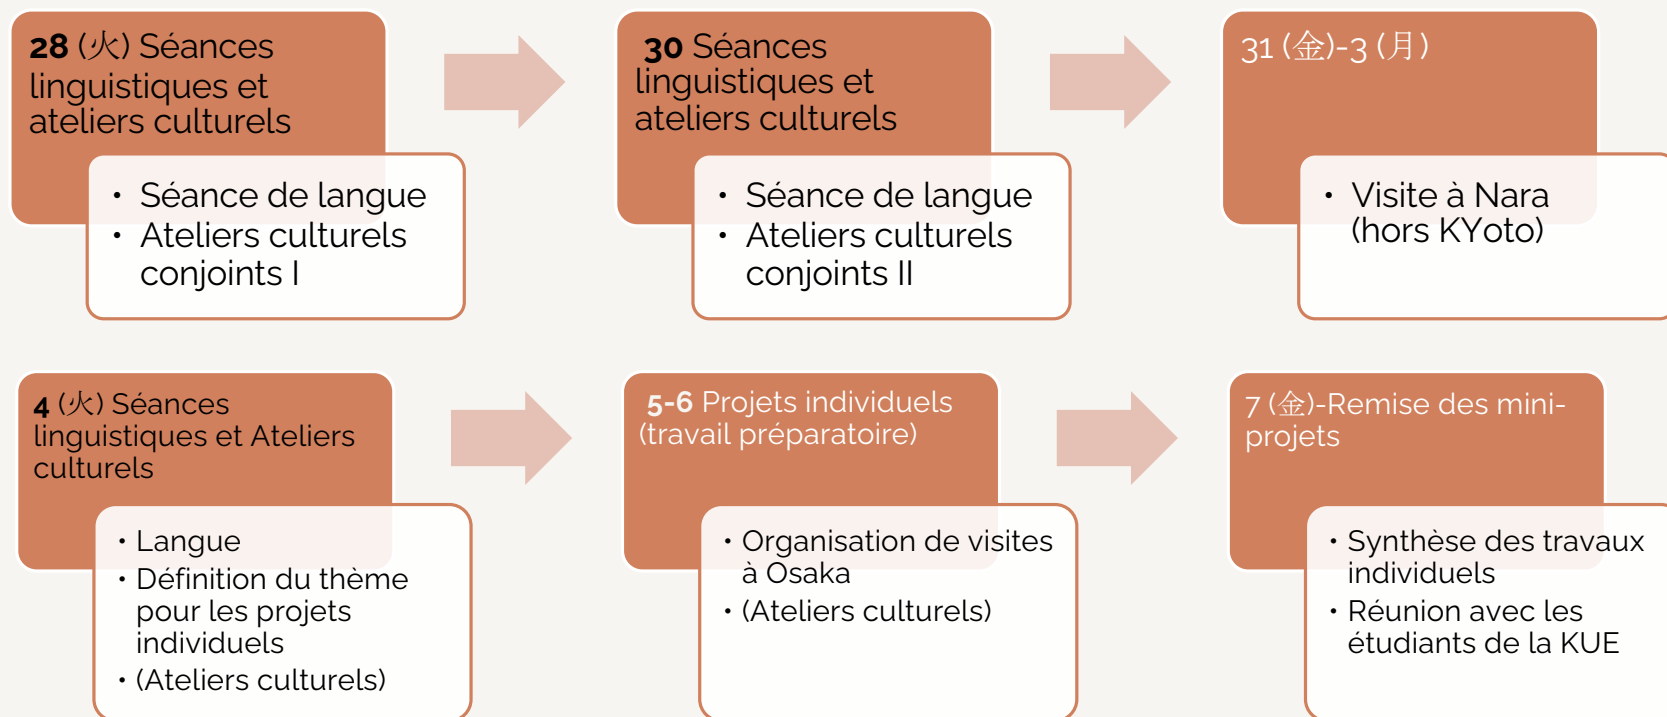 28 (火) Séances
linguistiques et
ateliers culturels
• Séance de langue
• Ateliers culturels
conjoints I
30 Séances
linguistiques et
ateliers culturels
• Séance de langue
• Ateliers culturels
conjoints II
31 (金)-3 (月)
• Visite à Nara
(hors KYoto)
4 (火) Séances
linguistiques et Ateliers
culturels
• Langue
• Définition du thème
pour les projets
individuels
• (Ateliers culturels)
5-6 Projets individuels
(travail préparatoire)
• Organisation de visites
à Osaka
• (Ateliers culturels)
7 (金)-Remise des mini-
projets
• Synthèse des travaux
individuels
• Réunion avec les
étudiants de la KUE